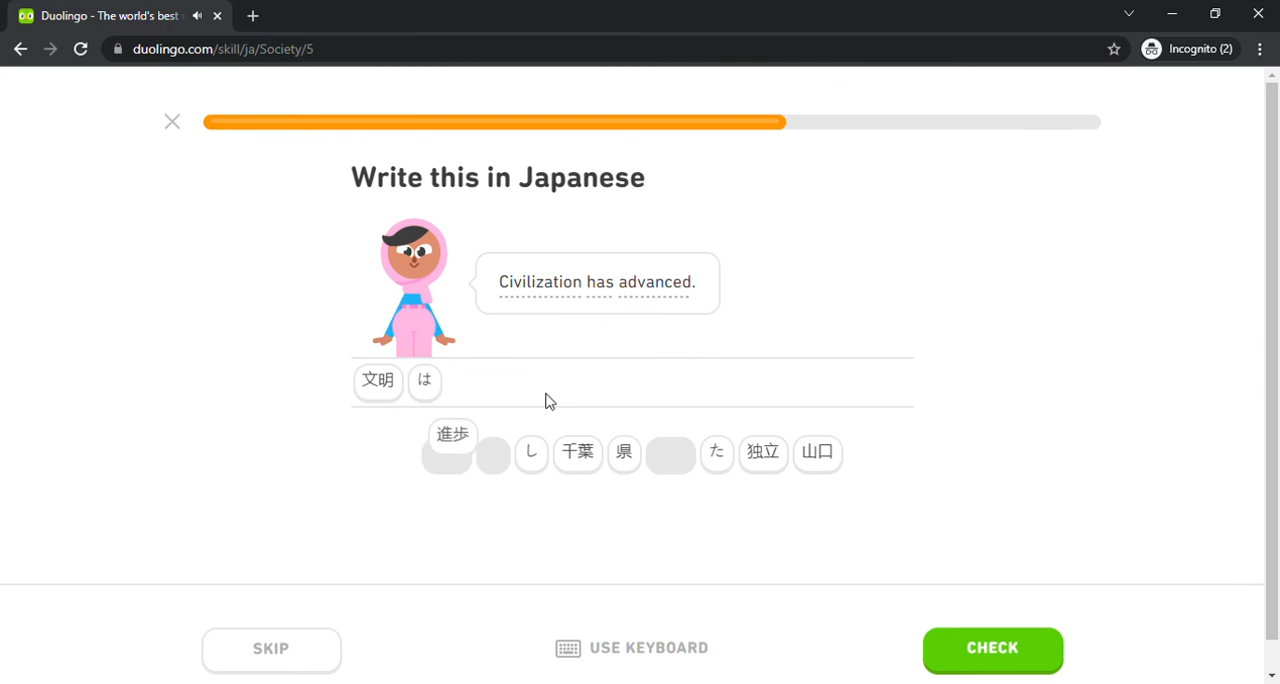 Duolingo - The world's best
duolingo.com/skill/ja/Society/5
Incognito (2)
Write this in Japanese
Civilization has advanced.
文明 は
進歩
し 千葉 県 た 独立 山口
SKIP
USE KEYBOARD
CHECK